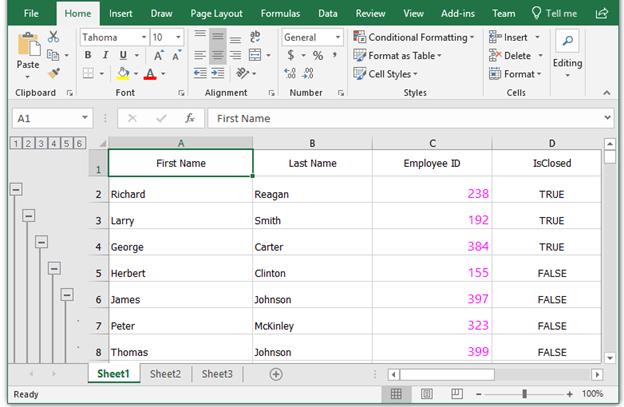 File Home Insert Draw Page Layout Formulas Data Review View Add-ins Team Tell me
Tahoma 10 ab General Conditional Formatting Insert
Paste B I U A A $ % , Format as Table Delete Editing
A .00 .0 Cell Styles Format
Clipboard Font Alignment Number Styles Cells
A1 fx First Name
1 2 3 4 5 6 A B C D
1 First Name Last Name Employee ID IsClosed
2 Richard Reagan 238 TRUE
3 Larry Smith 192 TRUE
4 George Carter 384 TRUE
5 Herbert Clinton 155 FALSE
6 James Johnson 397 FALSE
7 Peter McKinley 323 FALSE
8 Thomas Johnson 399 FALSE
Sheet1 Sheet2 Sheet3
Ready 100%